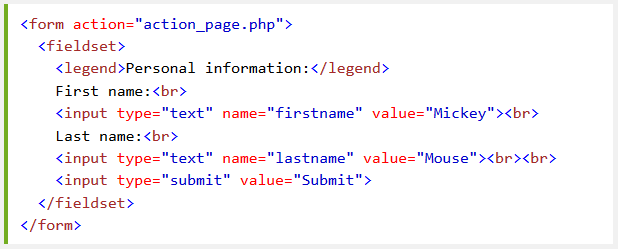 <form action="action_page.php">
<fieldset>
<legend>Personal information:</legend>
First name:<br>
<input type="text" name="firstname" value="Mickey"><br>
Last name:<br>
<input type="text" name="lastname" value="Mouse"><br><br>
<input type="submit" value="Submit">
</fieldset>
</form>